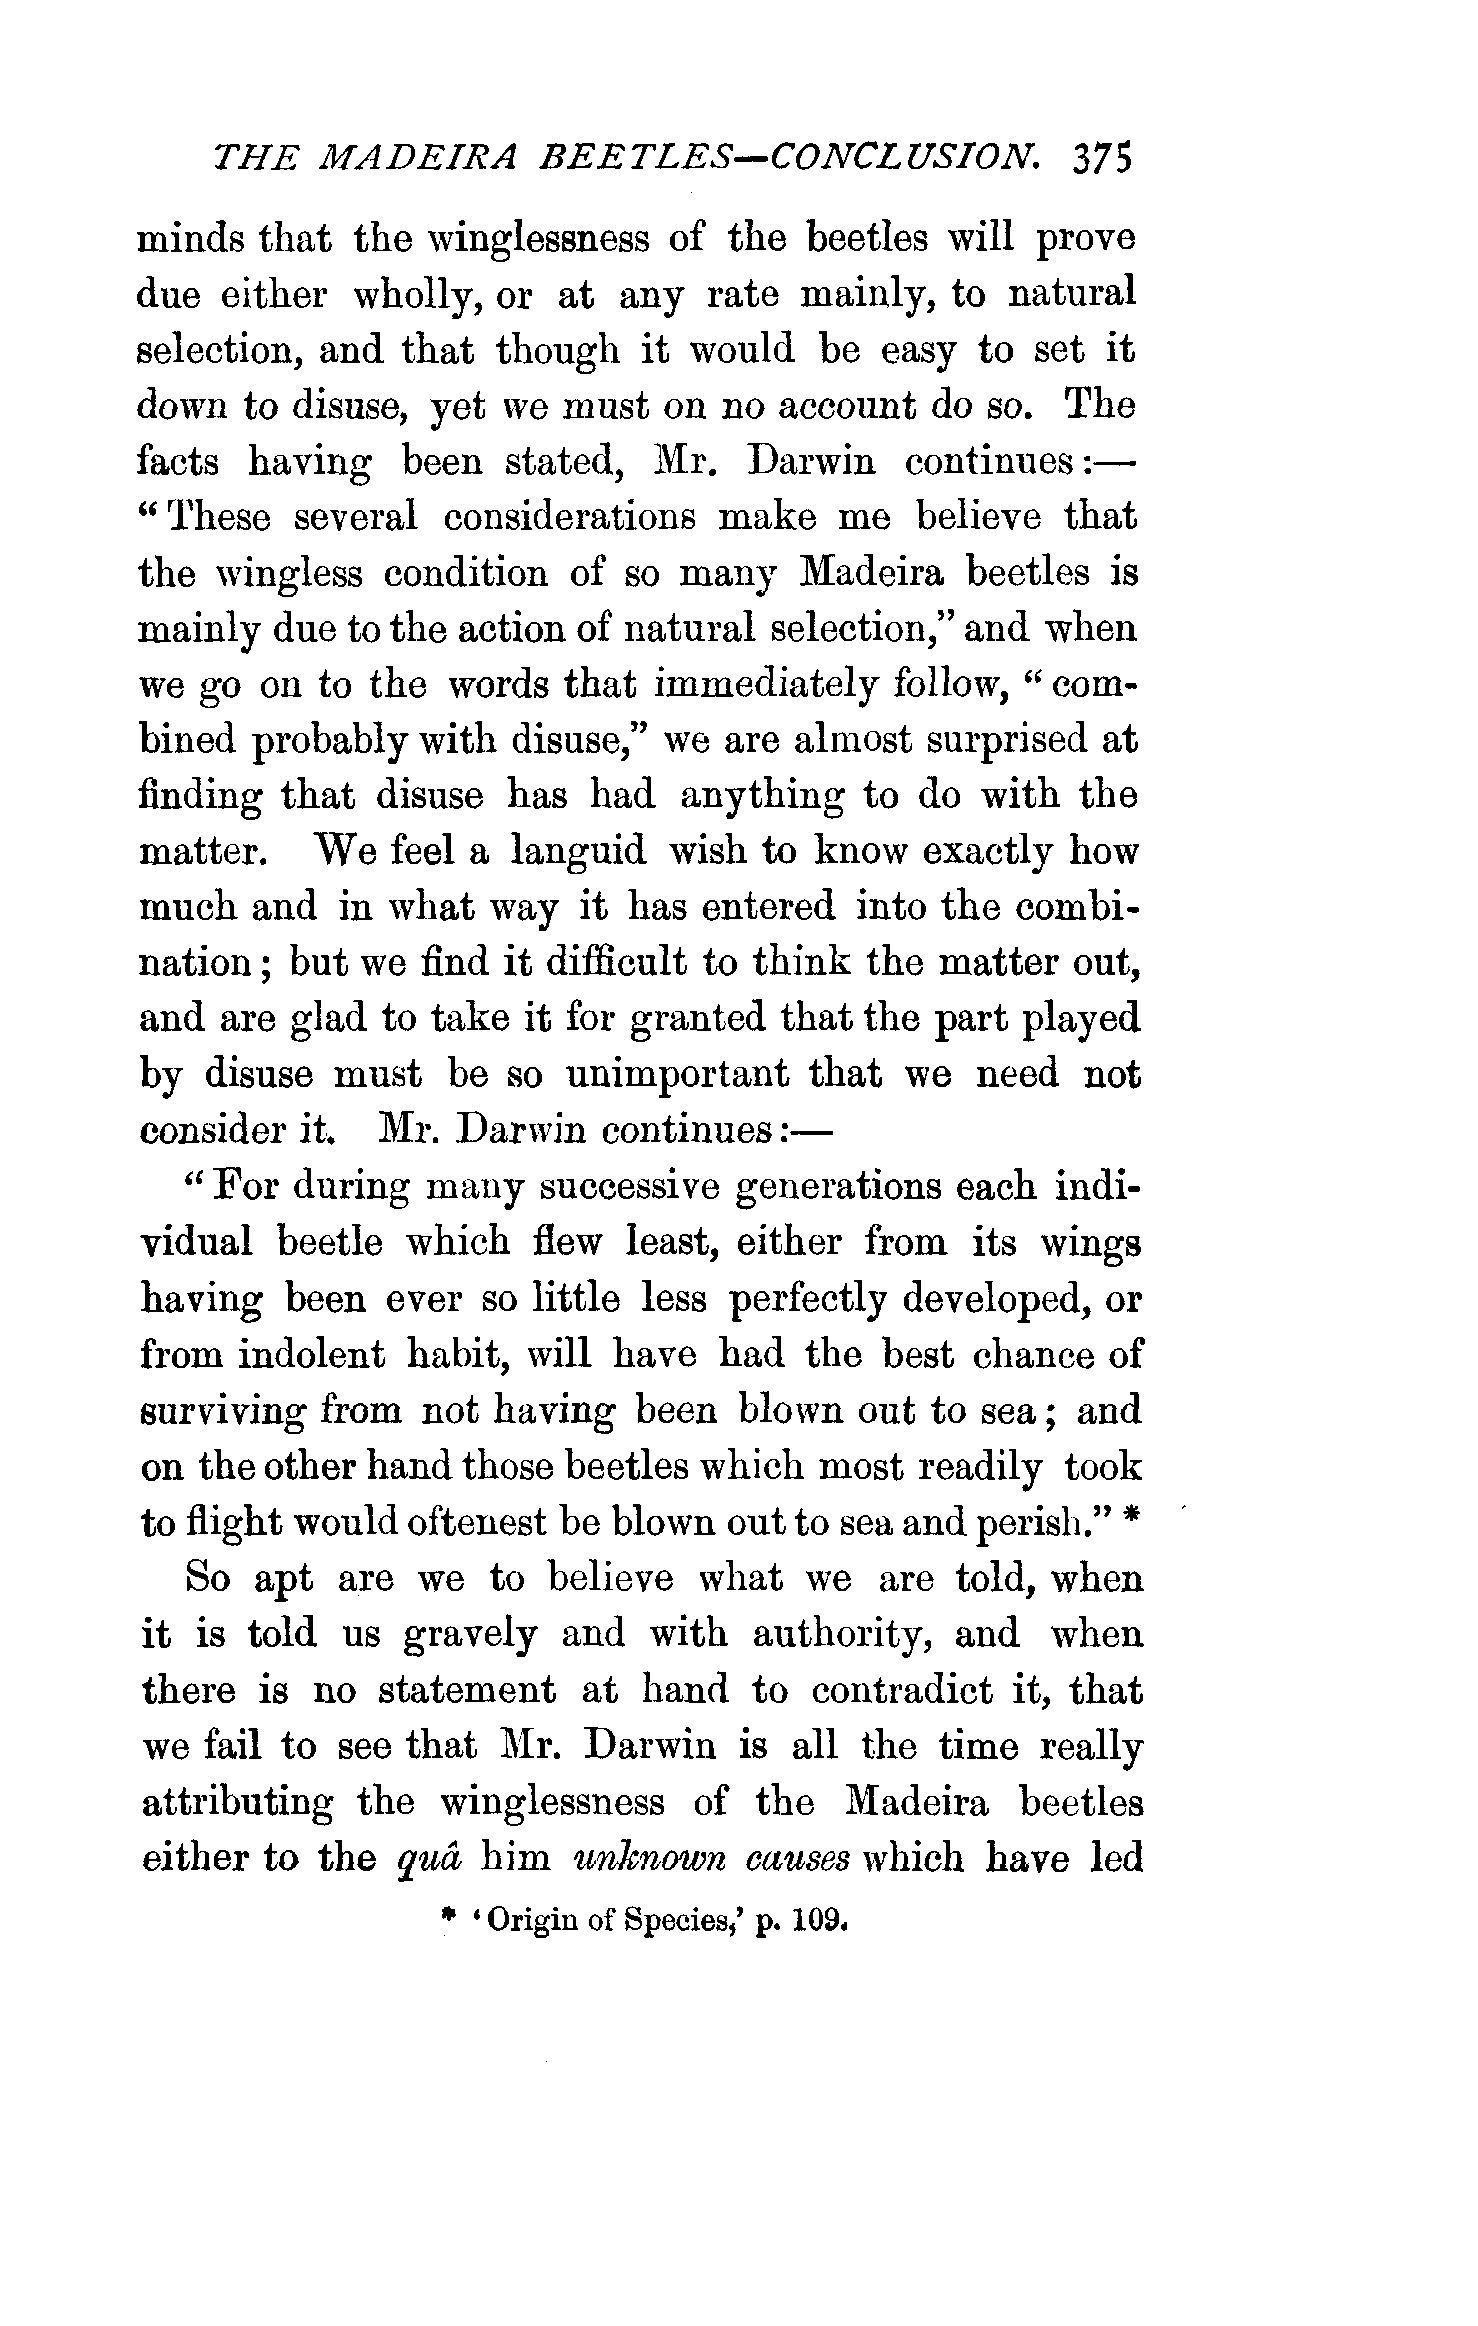 THE MADEIRA BEETLES—CONCLUSION. 375
minds that the winglessness of the beetles will prove
due either wholly, or at any rate mainly, to natural
selection, and that though it would be easy to set it
down to disuse, yet we must on no account do so. The
facts having been stated, Mr. Darwin continues:—
“These several considerations make me believe that
the wingless condition of so many Madeira beetles is
mainly due to the action of natural selection,” and when
we go on to the words that immediately follow, “com-
bined probably with disuse,” we are almost surprised at
finding that disuse has had anything to do with the
matter. We feel a languid wish to know exactly how
much and in what way it has entered into the combi-
nation; but we find it difficult to think the matter out,
and are glad to take it for granted that the part played
by disuse must be so unimportant that we need not
consider it. Mr. Darwin continues:—
“For during many successive generations each indi-
vidual beetle which flew least, either from its wings
having been ever so little less perfectly developed, or
from indolent habit, will have had the best chance of
surviving from not having been blown out to sea; and
on the other hand those beetles which most readily took
to flight would oftenest be blown out to sea and perish.” *
So apt are we to believe what we are told, when
it is told us gravely and with authority, and when
there is no statement at hand to contradict it, that
we fail to see that Mr. Darwin is all the time really
attributing the winglessness of the Madeira beetles
either to the quâ him unknown causes which have led
* ‘Origin of Species,’ p. 109.